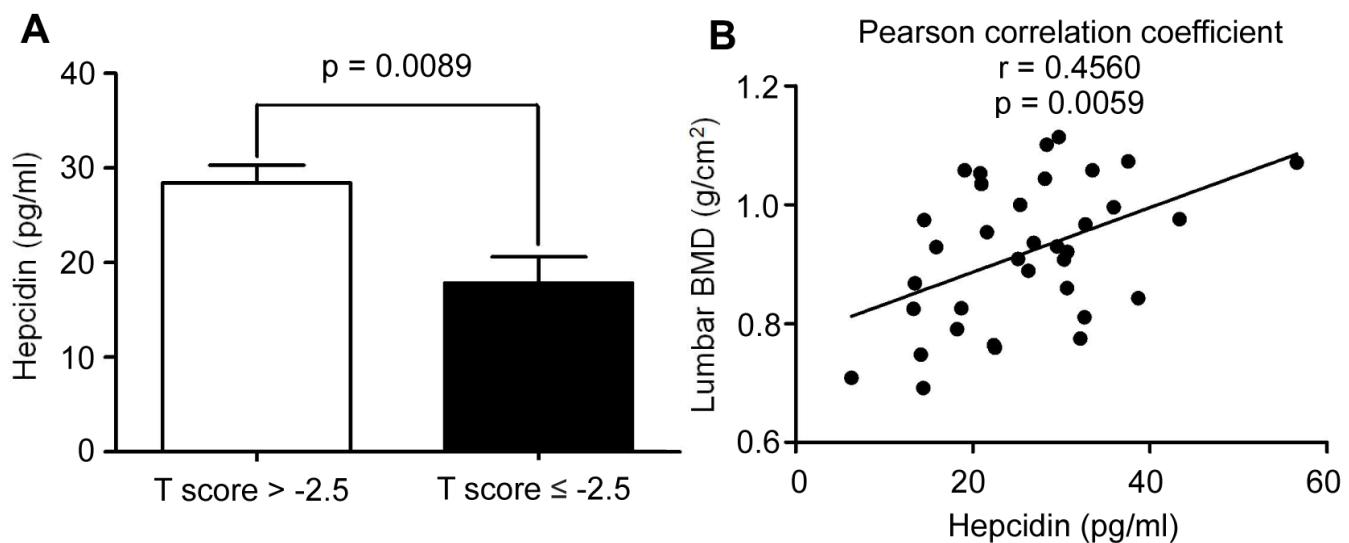 A
p = 0.0089
Hepcidin (pg/ml)
40
30
20
10
0
T score > -2.5
T score ≤ -2.5
B
Pearson correlation coefficient
r = 0.4560
p = 0.0059
Lumbar BMD (g/cm²)
1.2
1.0
0.8
0.6
0
20
40
60
Hepcidin (pg/ml)